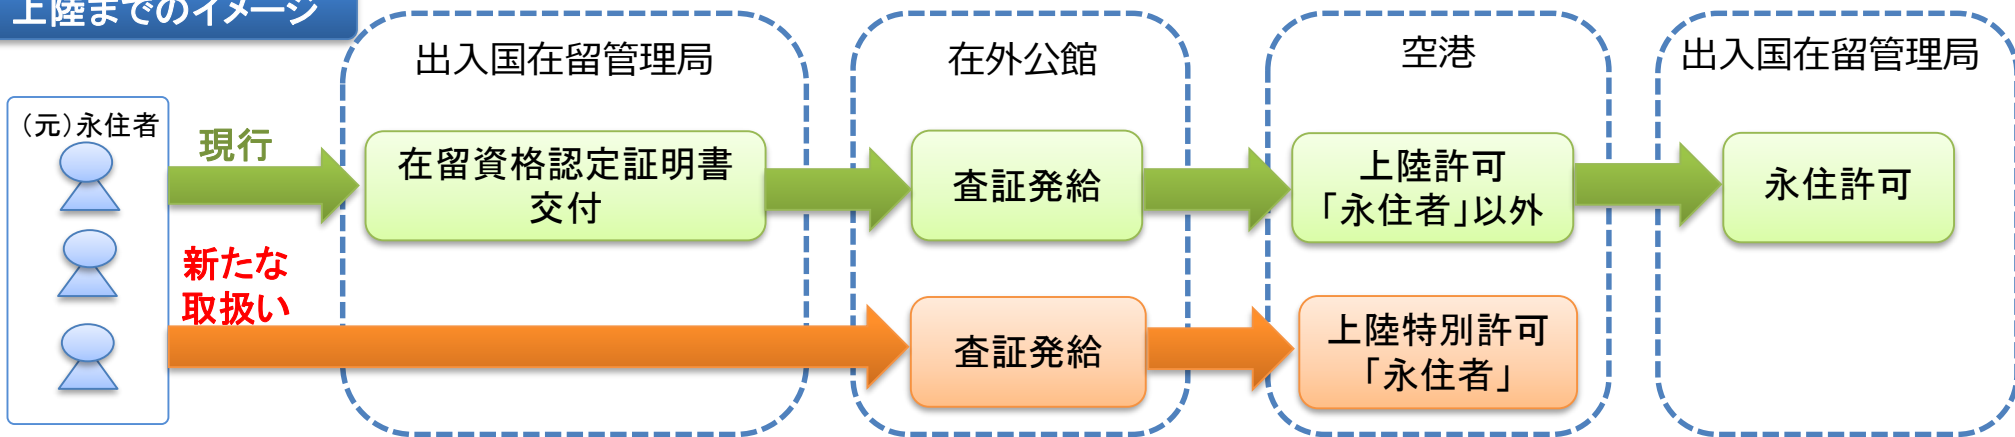 上陸までのイメージ
出入国在留管理局
在外公館
空港
出入国在留管理局
（元）永住者
現行
在留資格認定証明書
交付
査証発給
上陸許可
「永住者」以外
永住許可
新たな
取扱い
査証発給
上陸特別許可
「永住者」